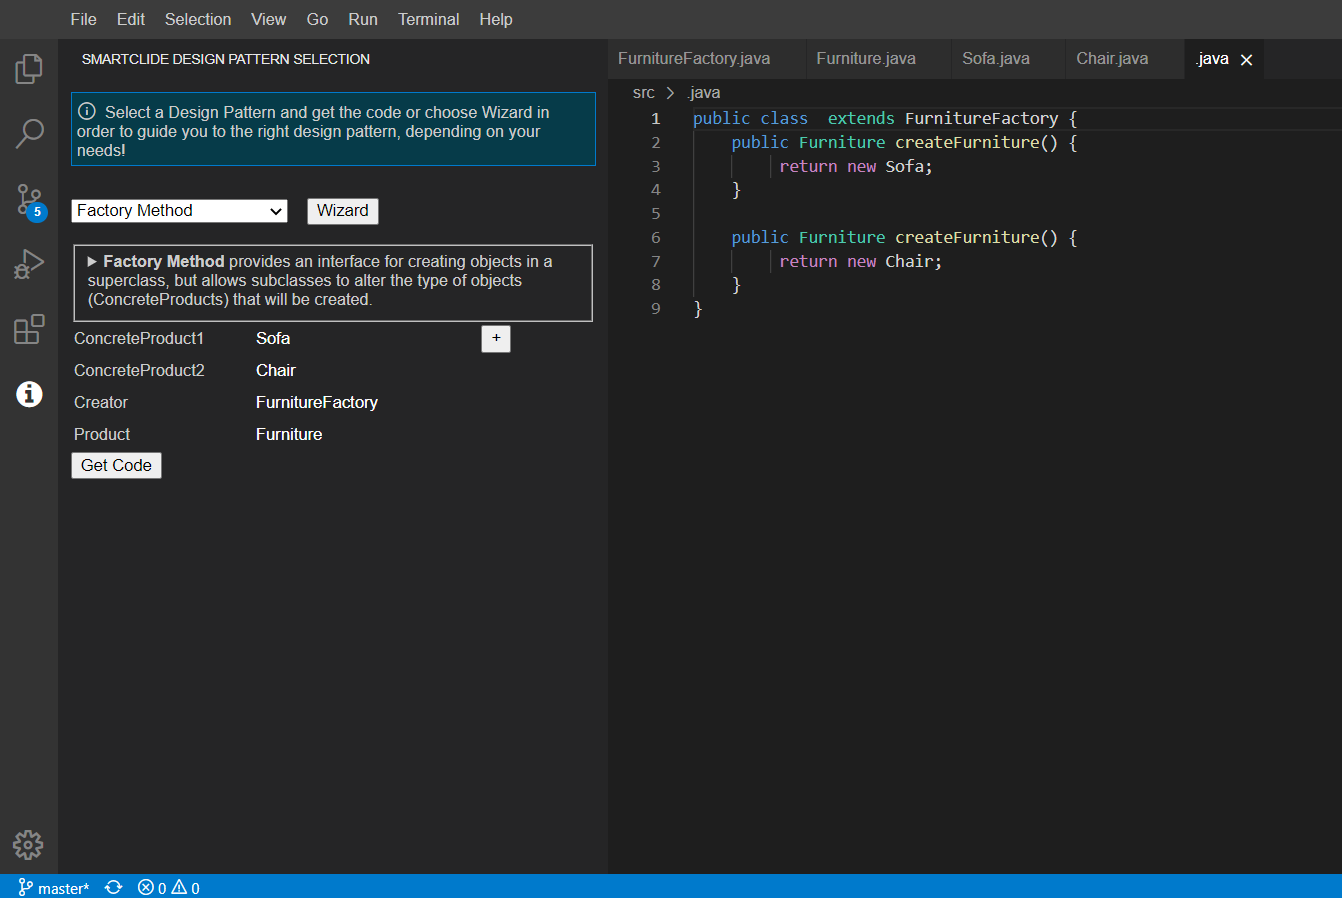 File Edit Selection View Go Run Terminal Help
SMARTCLIDE DESIGN PATTERN SELECTION
Select a Design Pattern and get the code or choose Wizard in
order to guide you to the right design pattern, depending on your
needs!
Factory Method Wizard
Factory Method provides an interface for creating objects in a
superclass, but allows subclasses to alter the type of objects
(ConcreteProducts) that will be created.
ConcreteProduct1 Sofa +
ConcreteProduct2 Chair
Creator FurnitureFactory
Product Furniture
Get Code
5
FurnitureFactory.java Furniture.java Sofa.java Chair.java .java
src > .java
1 public class  extends FurnitureFactory {
2 public Furniture createFurniture() {
3 return new Sofa;
4 }
5
6 public Furniture createFurniture() {
7 return new Chair;
8 }
9 }
master* 0 0